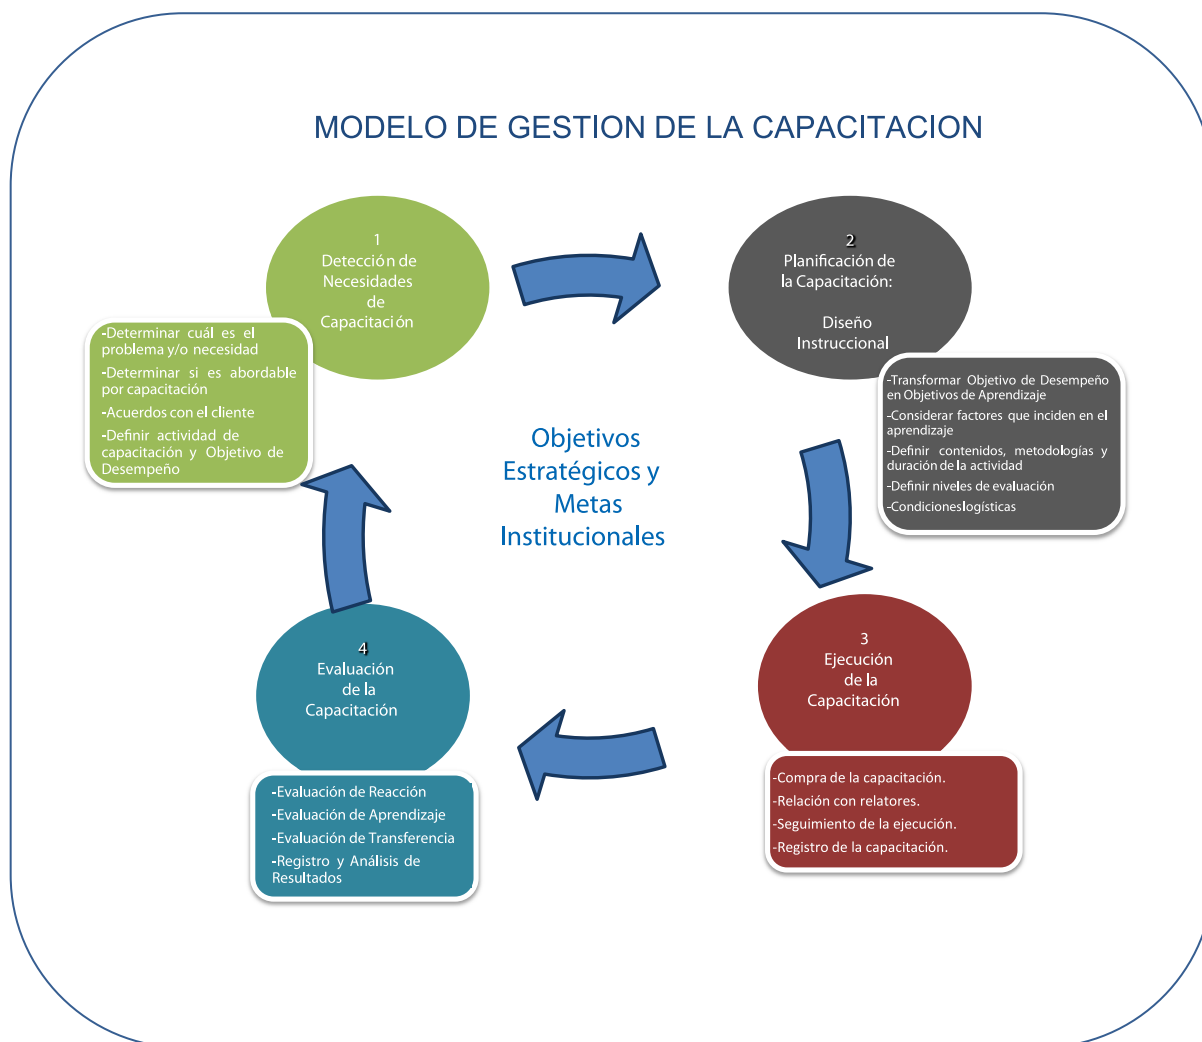 MODELO DE GESTION DE LA CAPACITACION
1
Detección de
Necesidades
de
Capacitación
-Determinar cuál es el
problema y/o necesidad
-Determinar si es abordable
por capacitación
-Acuerdos con el cliente
-Definir actividad de
capacitación y Objetivo de
Desempeño
2
Planificación de
la Capacitación:
Diseño
Instruccional
-Transformar Objetivo de Desempeño
en Objetivos de Aprendizaje
-Considerar factores que inciden en el
aprendizaje
-Definir contenidos, metodologías y
duración de la actividad
-Definir niveles de evaluación
-Condiciones logísticas
Objetivos
Estratégicos y
Metas
Institucionales
3
Ejecución
de la
Capacitación
-Compra de la capacitación.
-Relación con relatores.
-Seguimiento de la ejecución.
-Registro de la capacitación.
4
Evaluación
de la
Capacitación
-Evaluación de Reacción
-Evaluación de Aprendizaje
-Evaluación de Transferencia
-Registro y Análisis de
Resultados